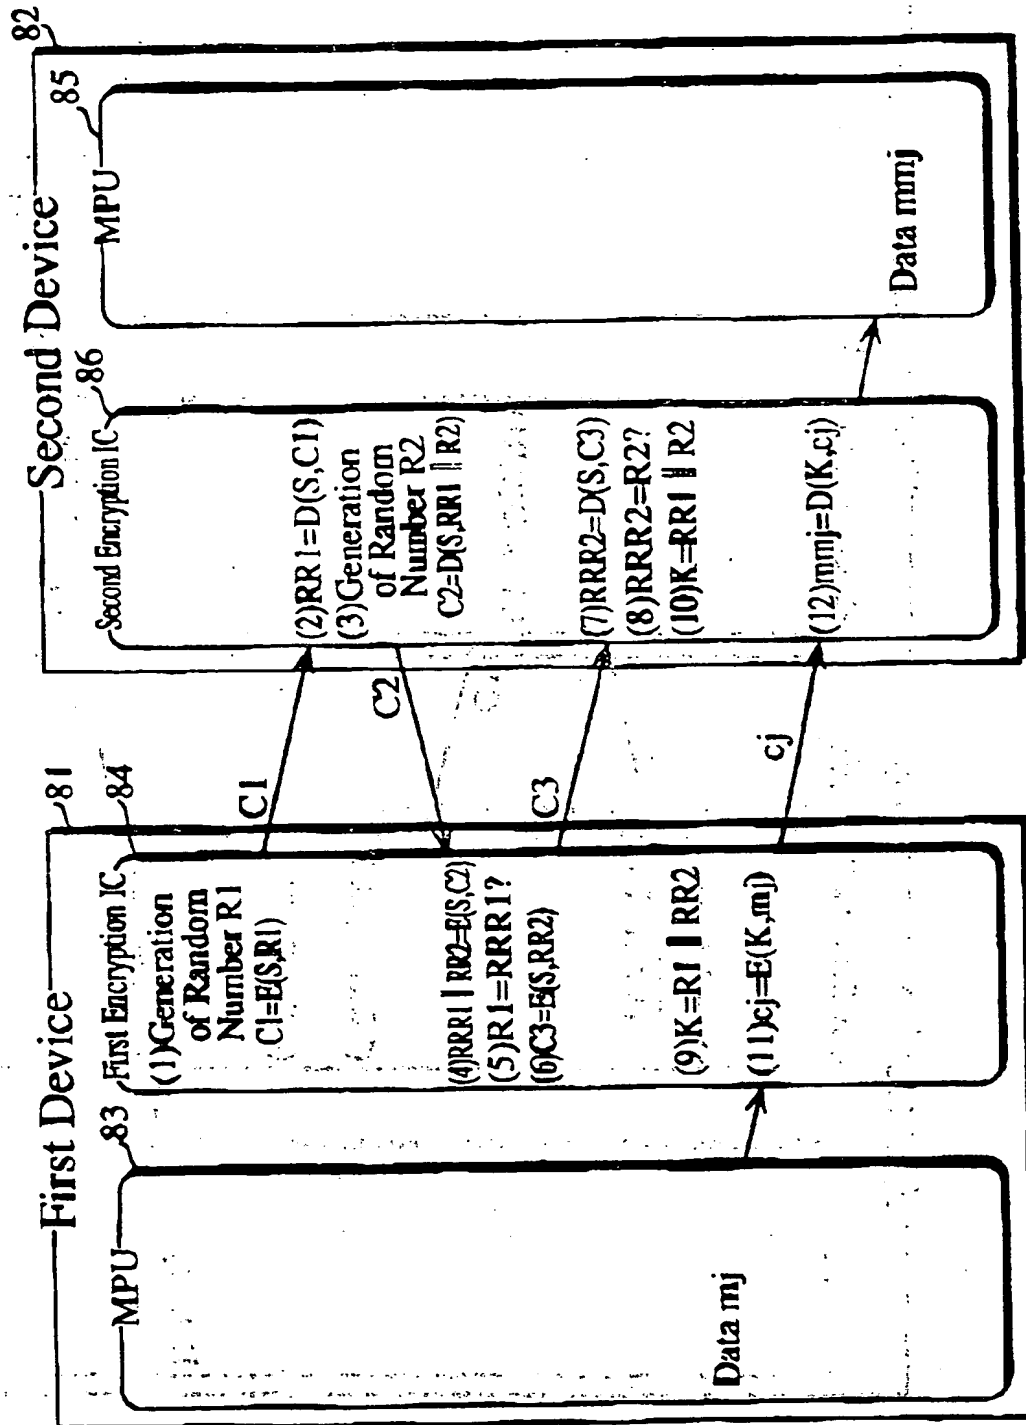 First Device
81
MPU
83
Data mj
First Encryption IC
84
(1)Generation
of Random
Number R1
C1=E(S,R1)
(4)RRR1 || RR2=E(S,C2)
(5)R1=RRR1?
(6)C3=E(S,RR2)
(9)K=R1 || RR2
(11)cj=E(K,mj)
C1
C2
C3
cj
Second Device
82
Second Encryption IC
86
(2)RR1=D(S,C1)
(3)Generation
of Random
Number R2
C2=D(S,RR1 || R2)
(7)RRR2=D(S,C3)
(8)RRR2=R2?
(10)K=RR1 || R2
(12)mmj=D(K,cj)
MPU
85
Data mmj